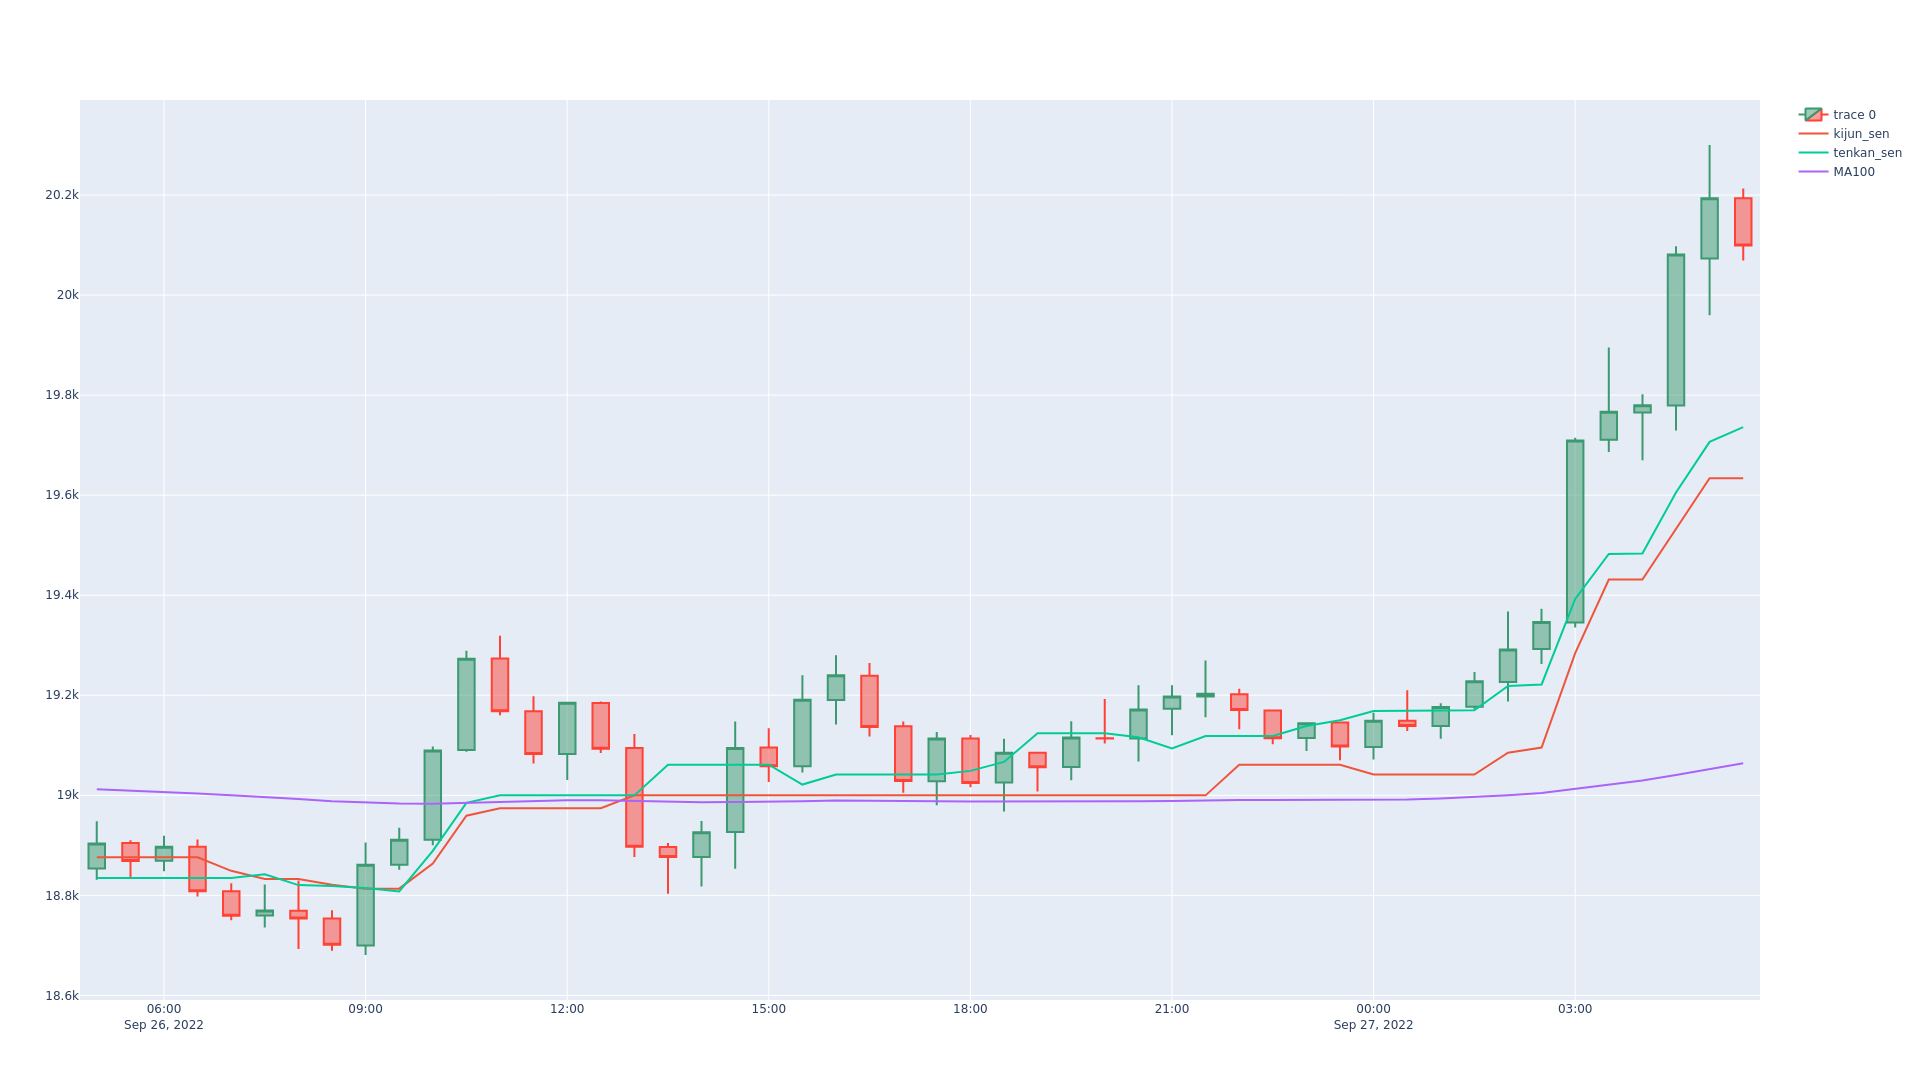 trace 0
kijun_sen
tenkan_sen
MA100
20.2k
20k
19.8k
19.6k
19.4k
19.2k
19k
18.8k
18.6k
06:00 09:00 12:00 15:00 18:00 21:00 00:00 03:00
Sep 26, 2022 Sep 27, 2022